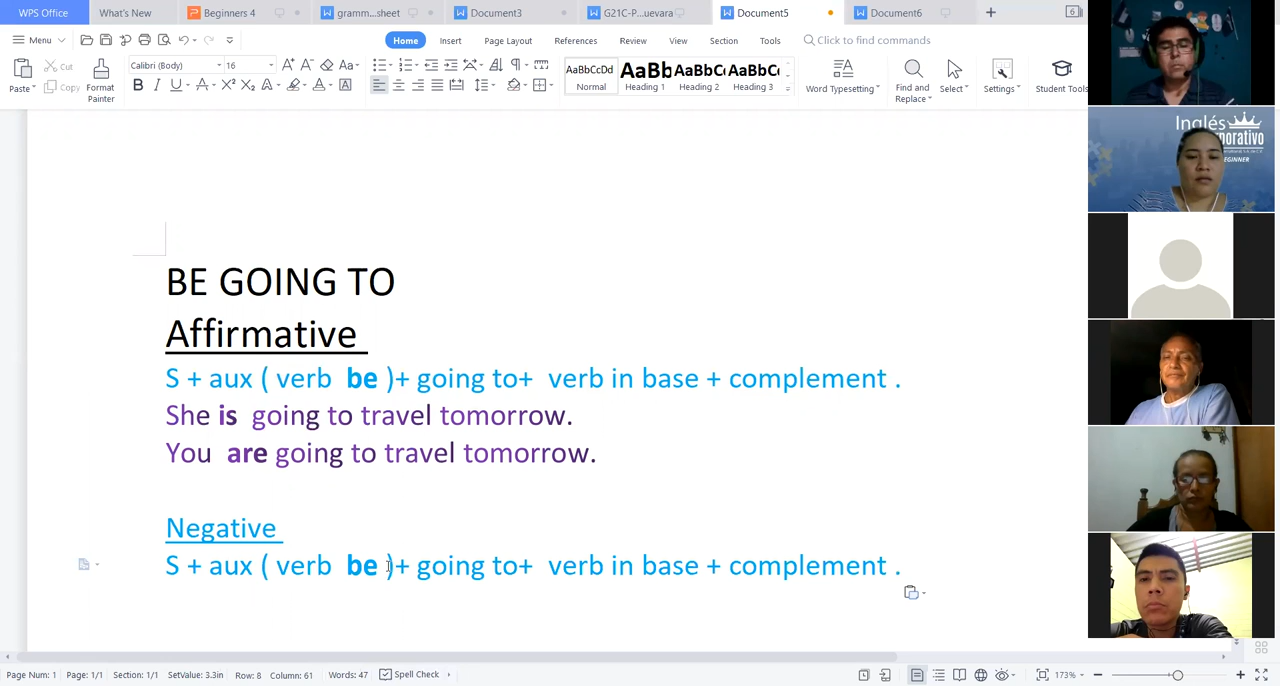 WPS Office What's New Beginners 4 gramm...sheet Document3 G21C-P...uevara Document5 Document6 + 6
Menu Home Insert Page Layout References Review View Section Tools Click to find commands
Calibri (Body) 16 AaBbCcDd AaBb AaBbC AaBbC
Paste Cut Copy Format Painter B I U Normal Heading 1 Heading 2 Heading 3 Word Typesetting Find and Replace Select Settings Student Tools
BE GOING TO
Affirmative
S + aux ( verb be )+ going to+ verb in base + complement .
She is going to travel tomorrow.
You are going to travel tomorrow.
Negative
S + aux ( verb be )+ going to+ verb in base + complement .
Page Num: 1 Page: 1/1 Section: 1/1 SetValue: 3.3in Row: 8 Column: 61 Words: 47 Spell Check 173%
Inglés
porativo
EGINNER